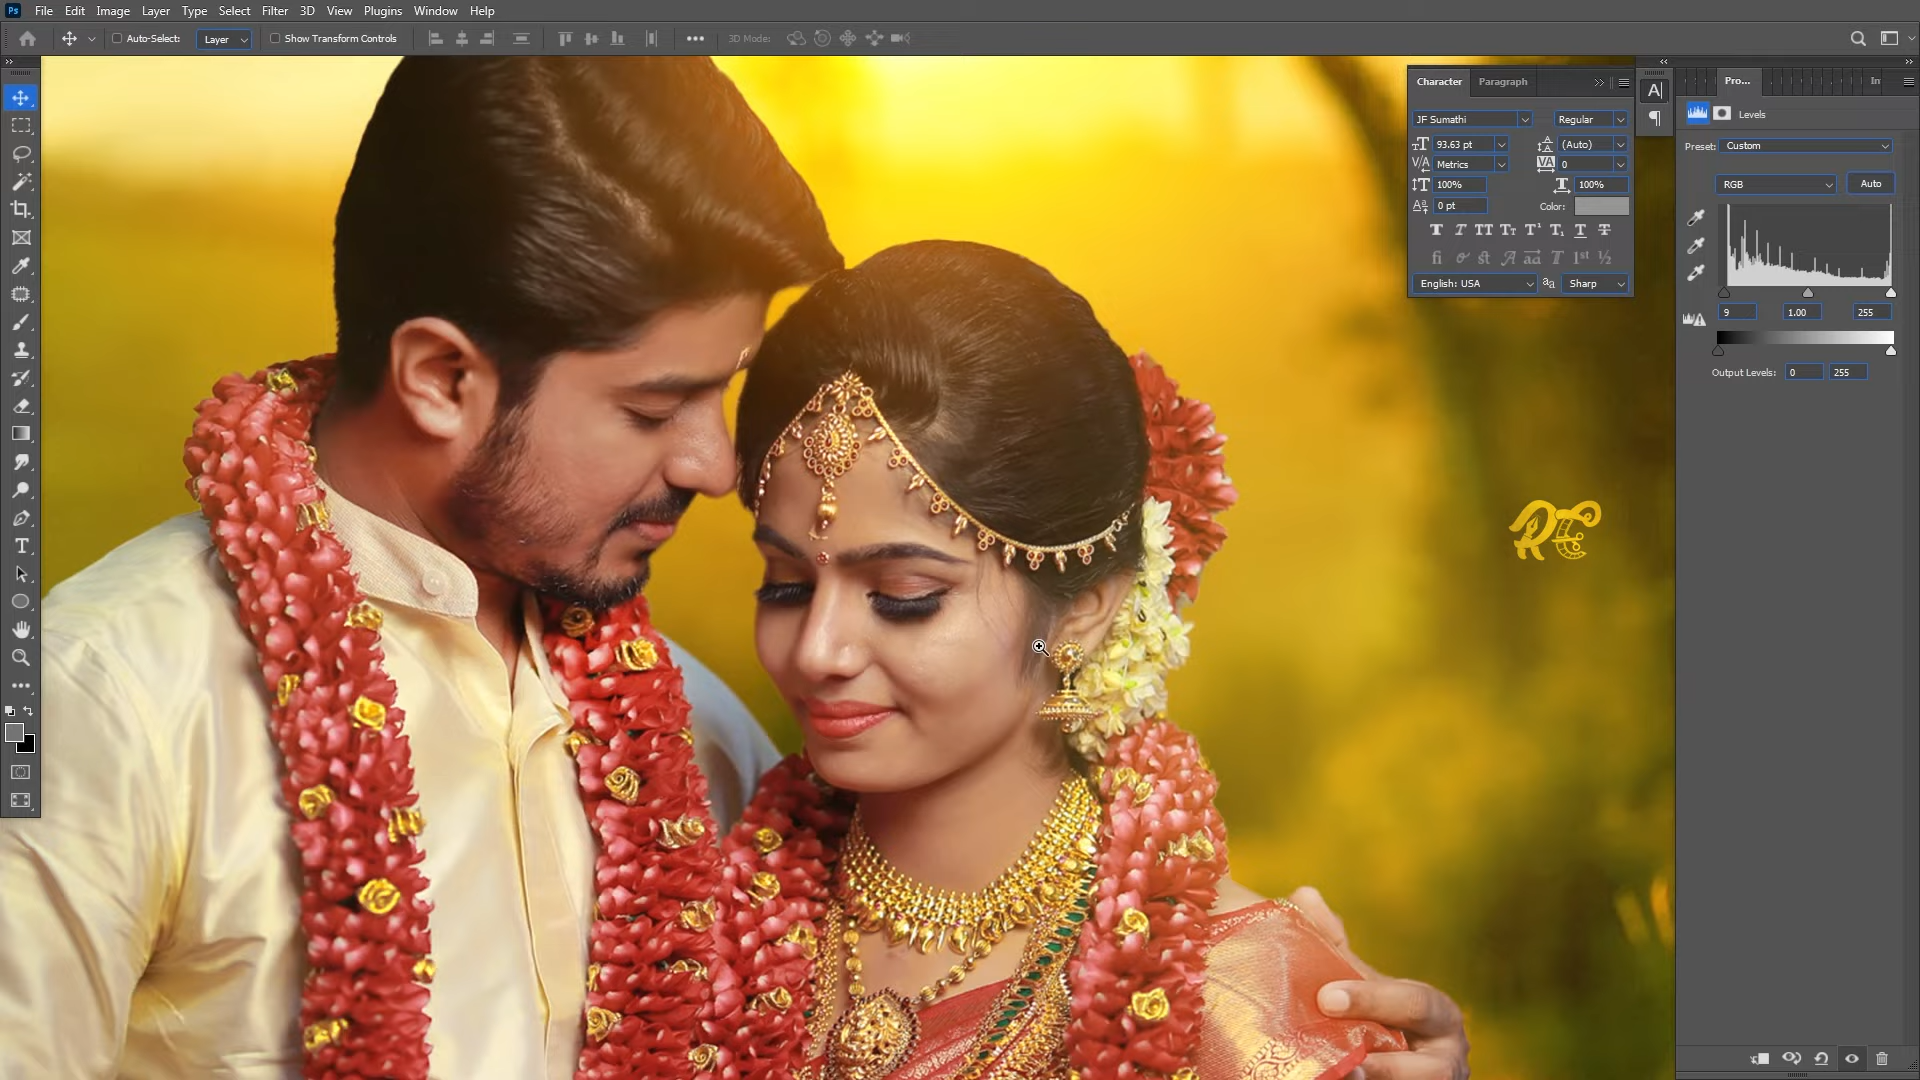 Ps File Edit Image Layer Type Select Filter 3D View Plugins Window Help
Auto-Select: Layer Show Transform Controls 3D Mode:
Character Paragraph
JF Sumathi Regular
93.63 pt (Auto)
Metrics 0
100% 100%
0 pt Color:
English: USA Sharp
Pro...
Levels
Preset: Custom
RGB Auto
9 1.00 255
Output Levels: 0 255